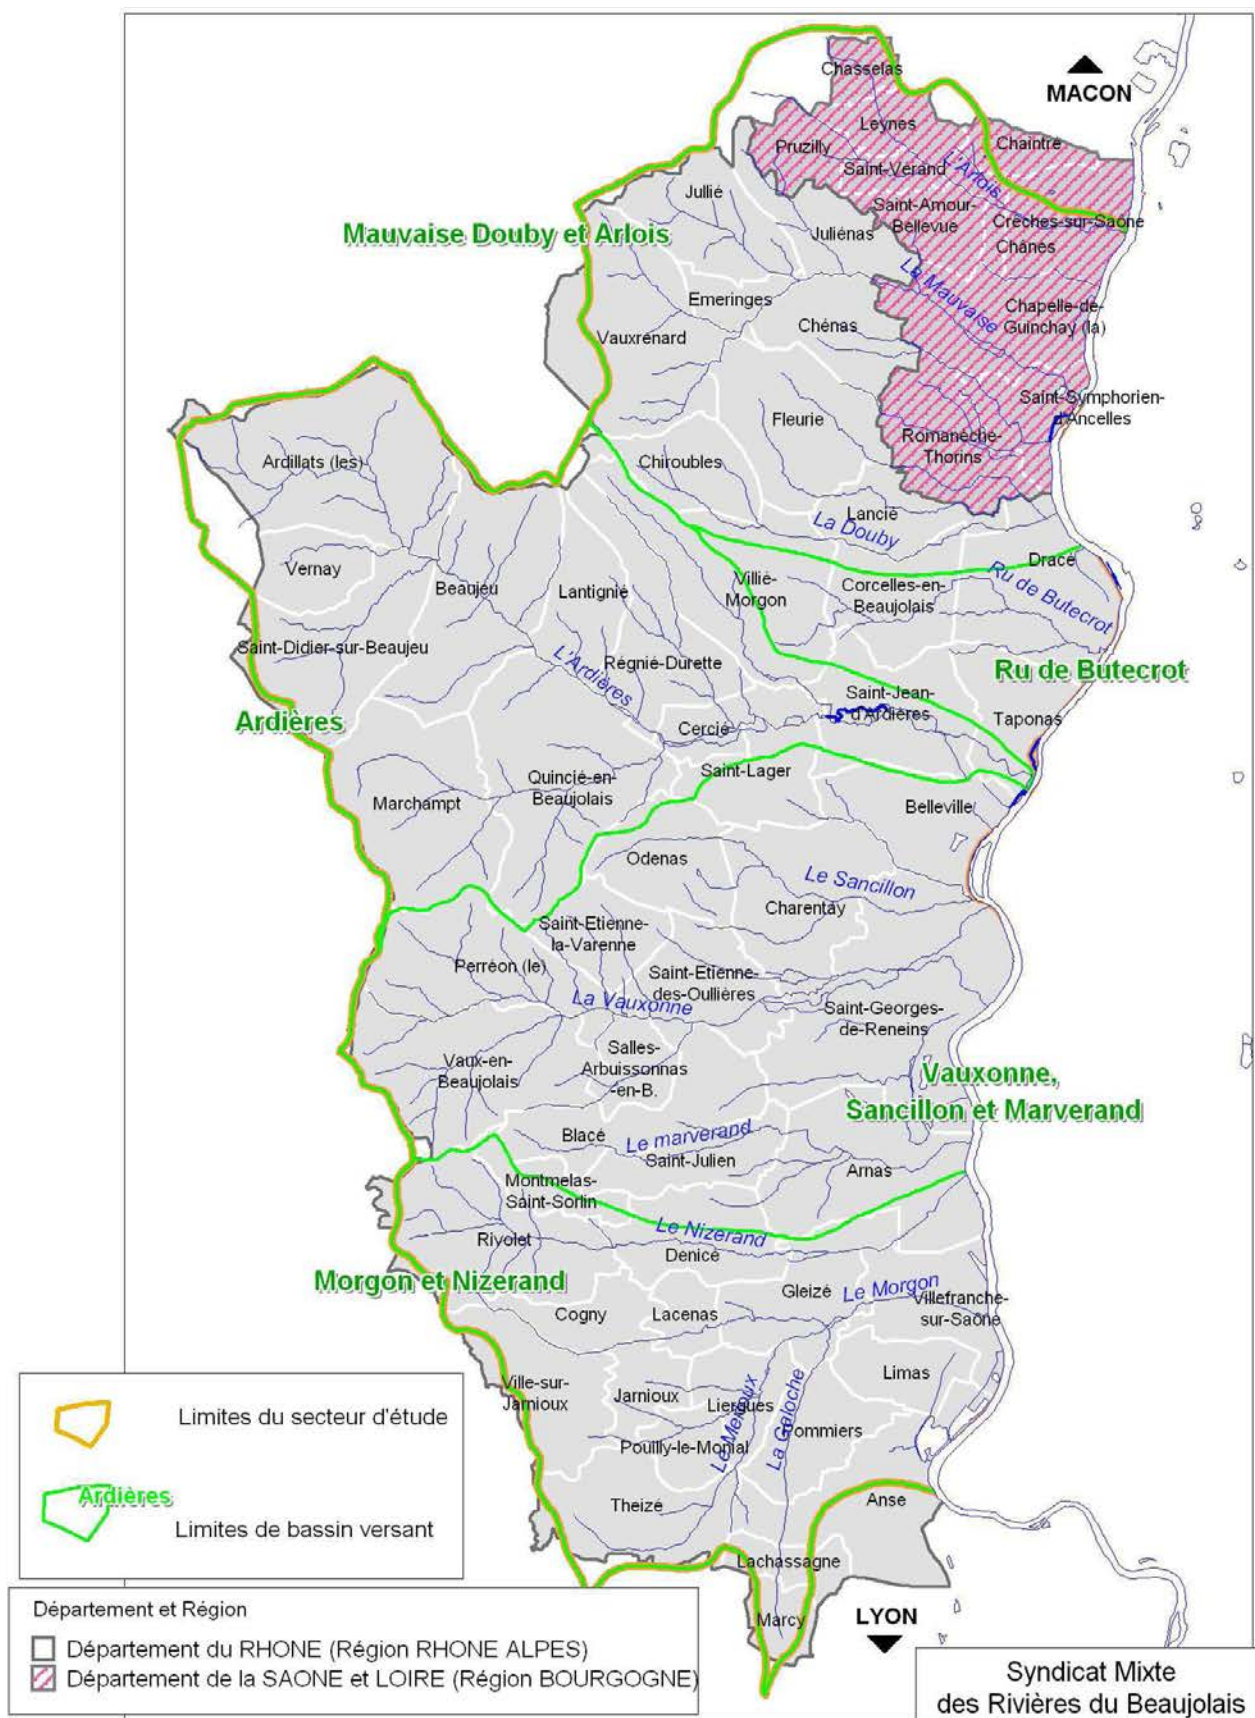 Chasselas
MACON
Leynes
Chaintré
Pruzilly
Saint-Vérand
L'Arlois
Jullié
Saint-Amour-
Bellevue
Crêches-sur-Saône
Mauvaise Douby et Arlois
Juliénas
Chânes
La Mauvaise
Emeringes
Chapelle-de-
Guinchay (la)
Chénas
Vauxrenard
Saint-Symphorien-
d'Ancelles
Fleurie
Romanèche-
Thorins
Ardillats (les)
Chiroubles
Lancié
La Douby
Dracé
Vernay
Ru de Butecrot
Beaujeu
Lantignié
Villié-
Morgon
Corcelles-en-
Beaujolais
Saint-Didier-sur-Beaujeu
L'Ardières
Régnié-Durette
Ru de Butecrot
Ardières
Saint-Jean-
d'Ardières
Taponas
Cercié
Saint-Lager
Quincié-en-
Beaujolais
Marchampt
Belleville
Odenas
Le Sancillon
Charentay
Saint-Etienne-
la-Varenne
Perréon (le)
Saint-Etienne-
des-Oullières
La Vauxonne
Saint-Georges-
de-Reneins
Salles-
Arbuissonnas
-en-B.
Vaux-en-
Beaujolais
Vauxonne,
Sancillon et Marverand
Blacé
Le marverand
Saint-Julien
Arnas
Montmelas-
Saint-Sorlin
Le Nizerand
Rivolet
Denicé
Morgon et Nizerand
Gleizé
Le Morgon
Villefranche-
sur-Saône
Cogny
Lacenas
Limas
Ville-sur-
Jarnioux
Jarnioux
Liergues
Le Merloux
La Galoche
Pommiers
Pouilly-le-Monial
Theizé
Anse
Lachassagne
Marcy
LYON
Limites du secteur d'étude
Ardières
Limites de bassin versant
Département et Région
Département du RHONE (Région RHONE ALPES)
Département de la SAONE et LOIRE (Région BOURGOGNE)
Syndicat Mixte
des Rivières du Beaujolais